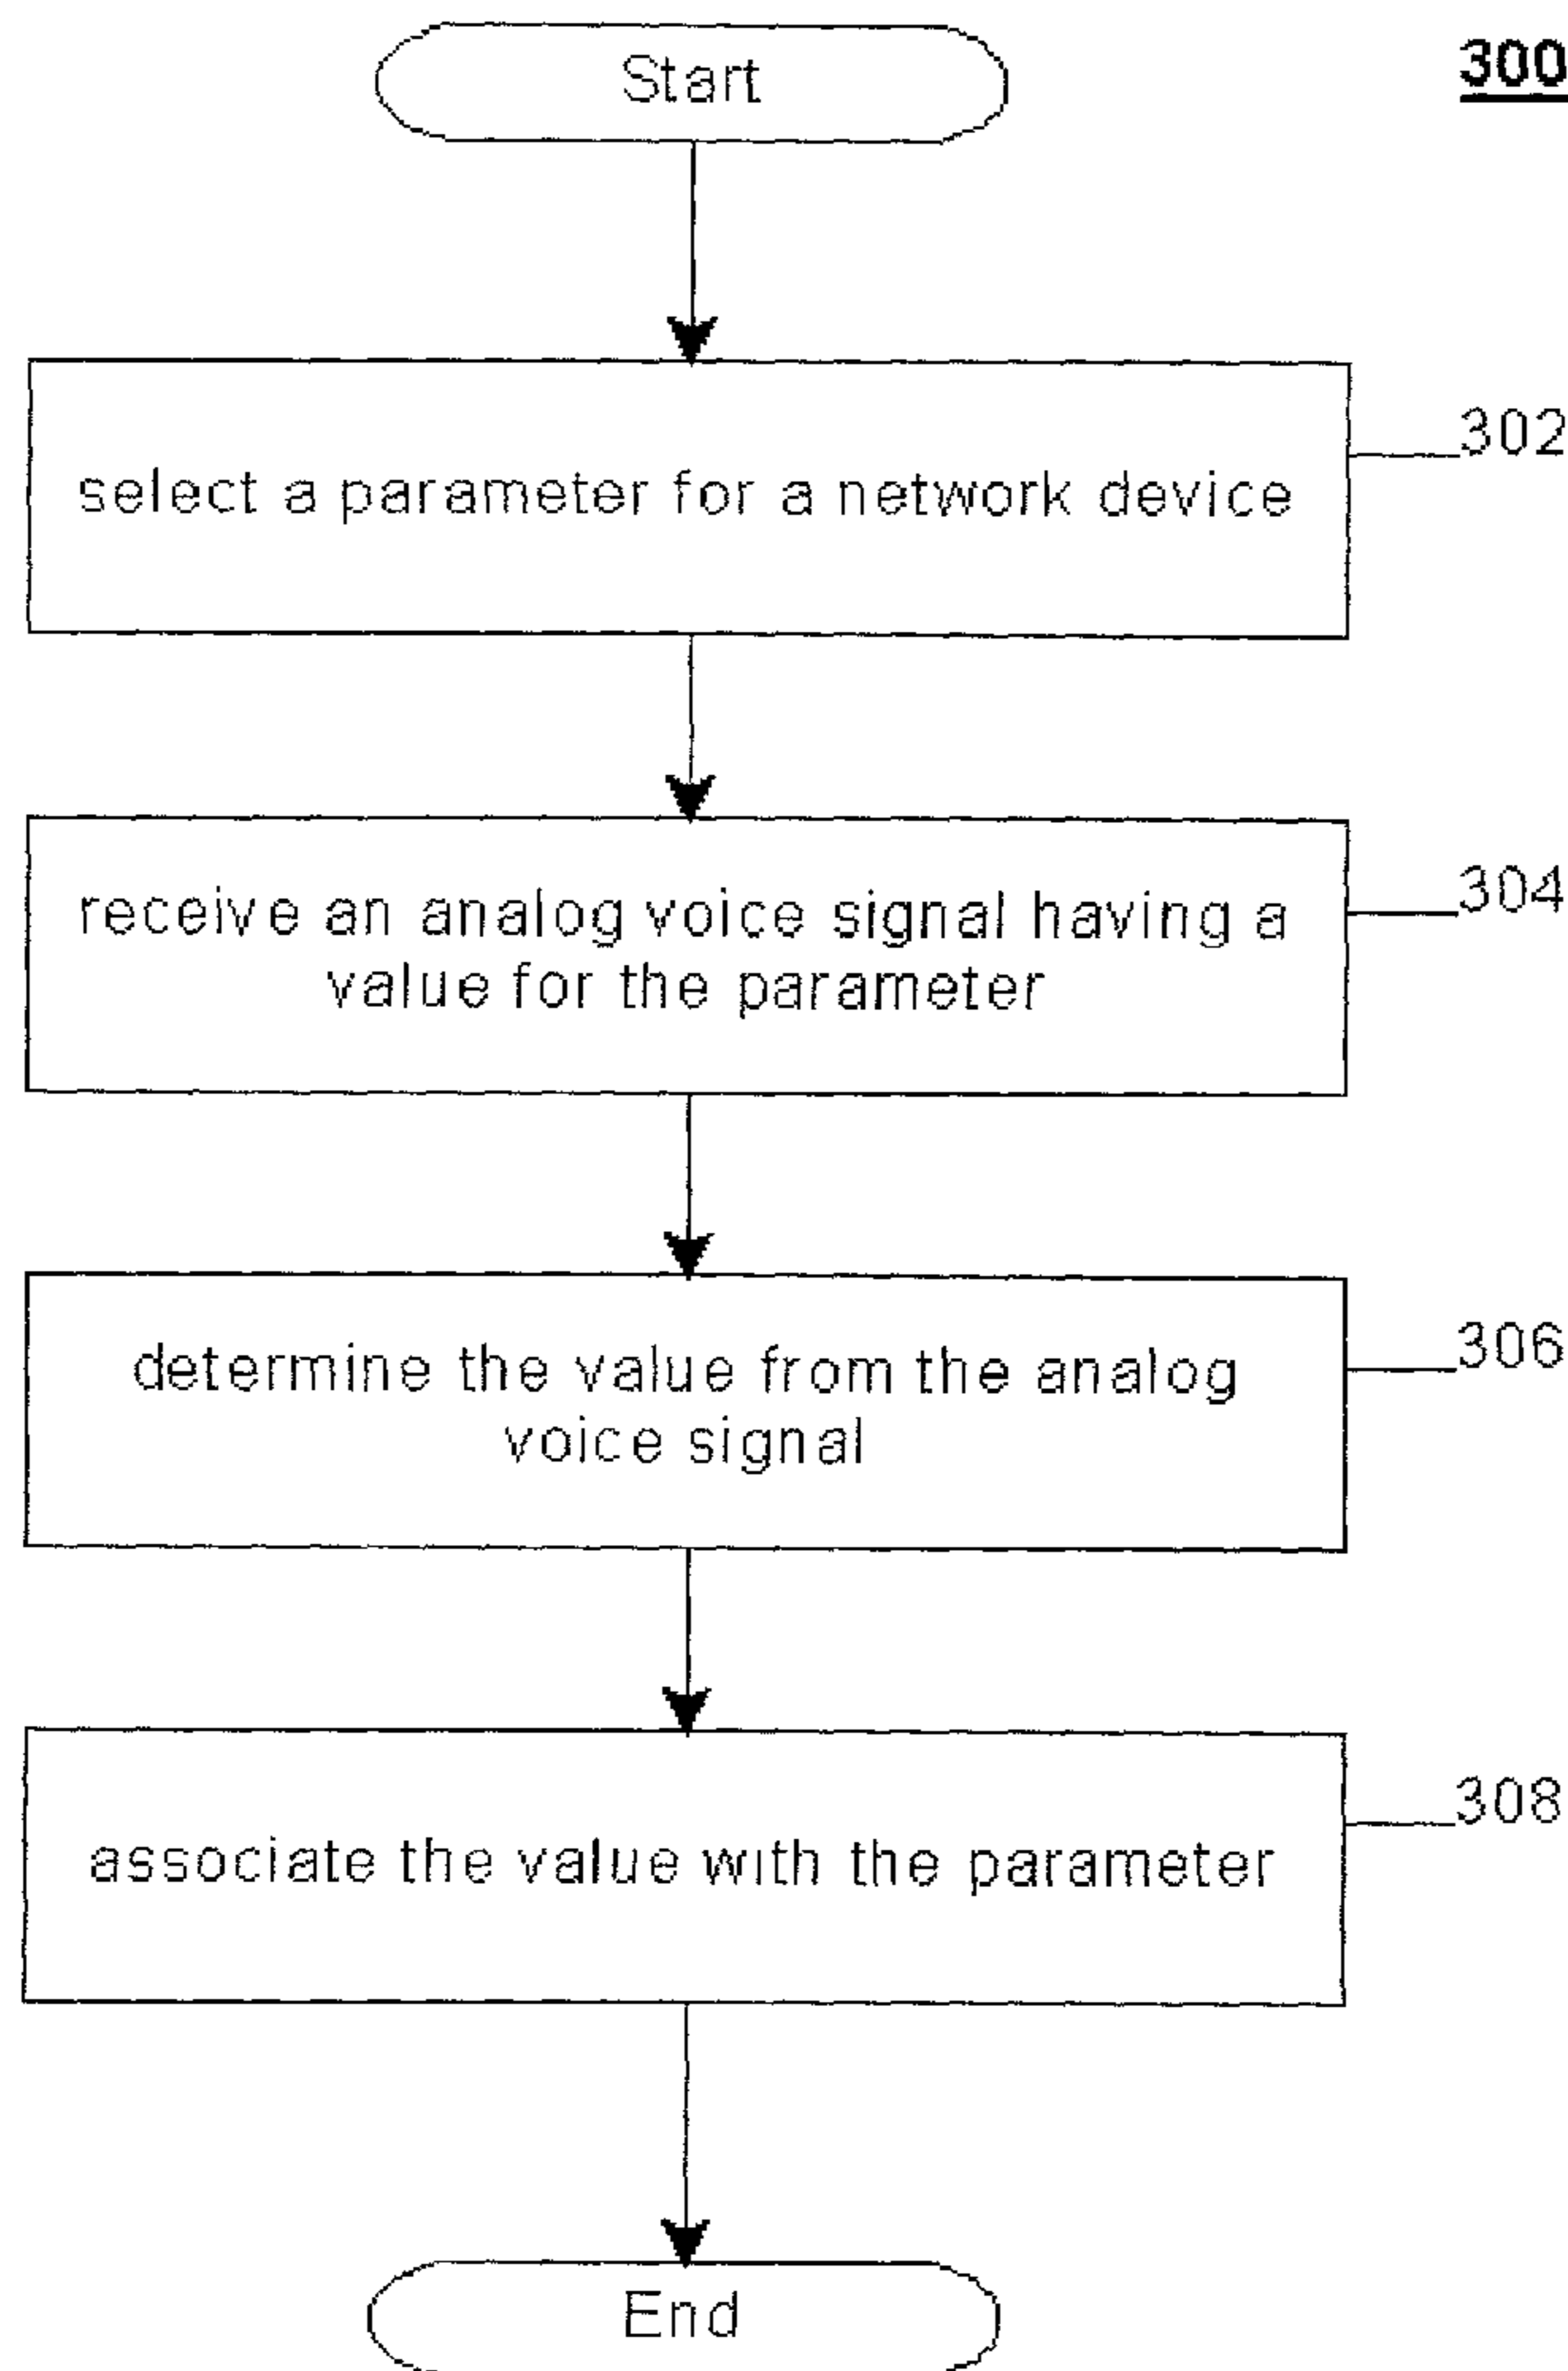 Start
300
select a parameter for a network device
302
receive an analog voice signal having a
value for the parameter
304
determine the value from the analog
voice signal
306
associate the value with the parameter
308
End